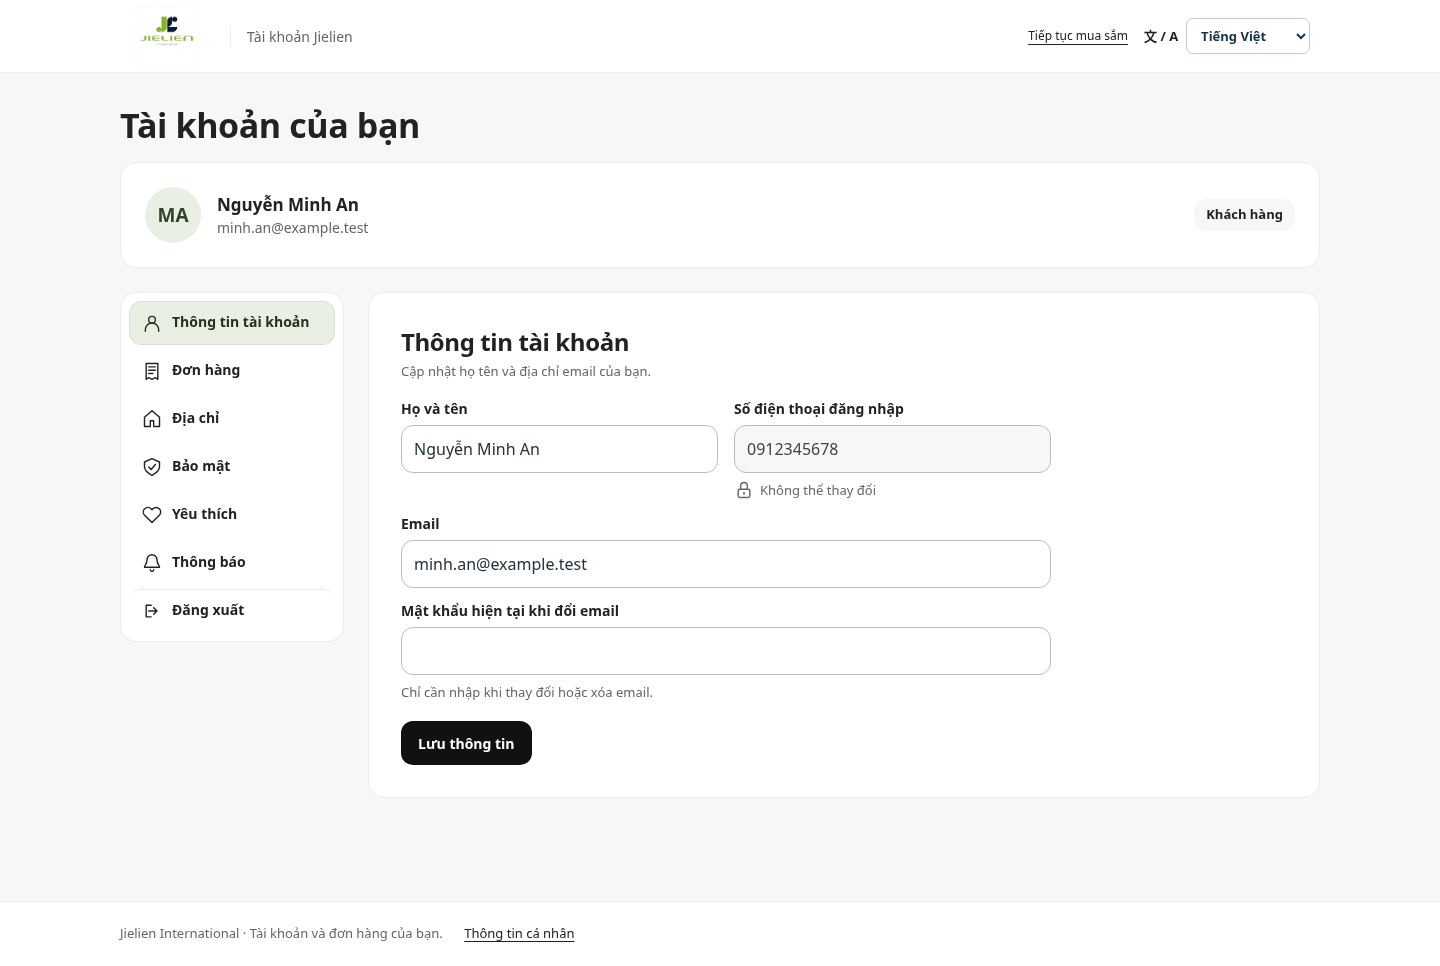 JIELIEN
Tài khoản Jielien
Tiếp tục mua sắm
文 / A
Tiếng Việt
Tài khoản của bạn
MA
Nguyễn Minh An
minh.an@example.test
Khách hàng
Thông tin tài khoản
Đơn hàng
Địa chỉ
Bảo mật
Yêu thích
Thông báo
Đăng xuất
Thông tin tài khoản
Cập nhật họ tên và địa chỉ email của bạn.
Họ và tên
Số điện thoại đăng nhập
Nguyễn Minh An
0912345678
Không thể thay đổi
Email
minh.an@example.test
Mật khẩu hiện tại khi đổi email
Chỉ cần nhập khi thay đổi hoặc xóa email.
Lưu thông tin
Jielien International · Tài khoản và đơn hàng của bạn.
Thông tin cá nhân